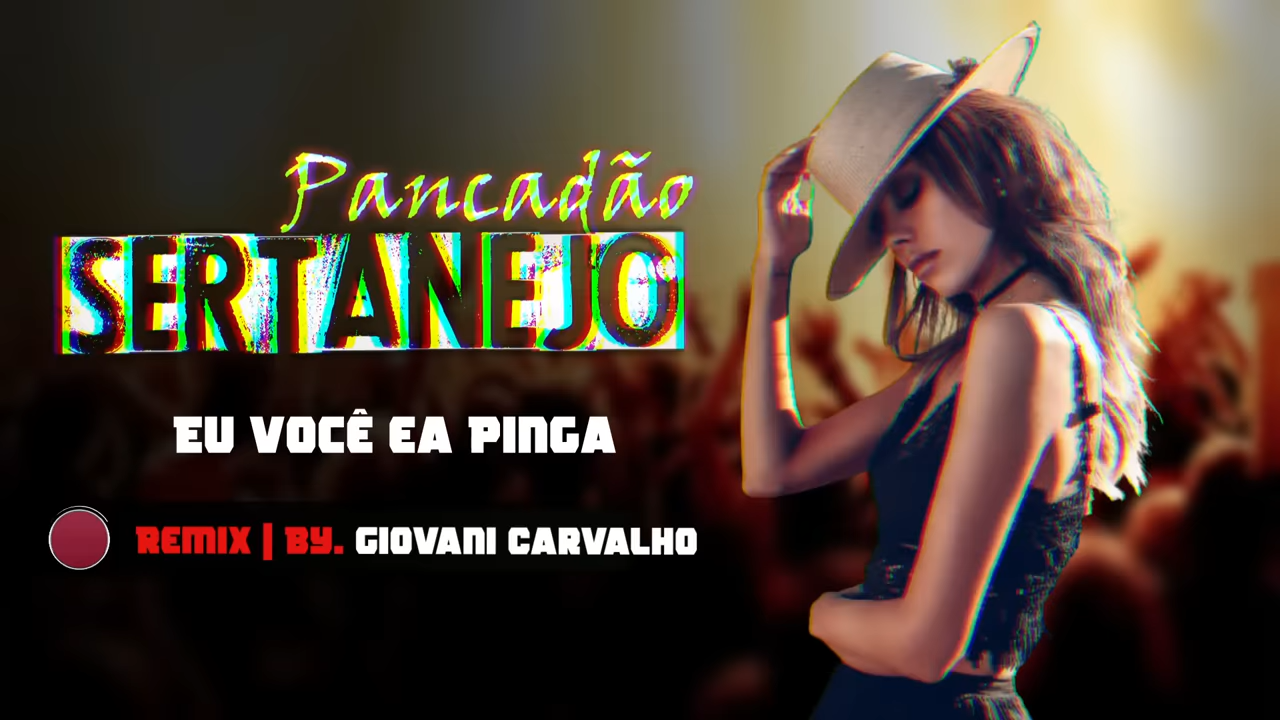 Pancadão
SERTANEJO
EU VOCÊ EA PINGA
REMIX | BY. GIOVANI CARVALHO